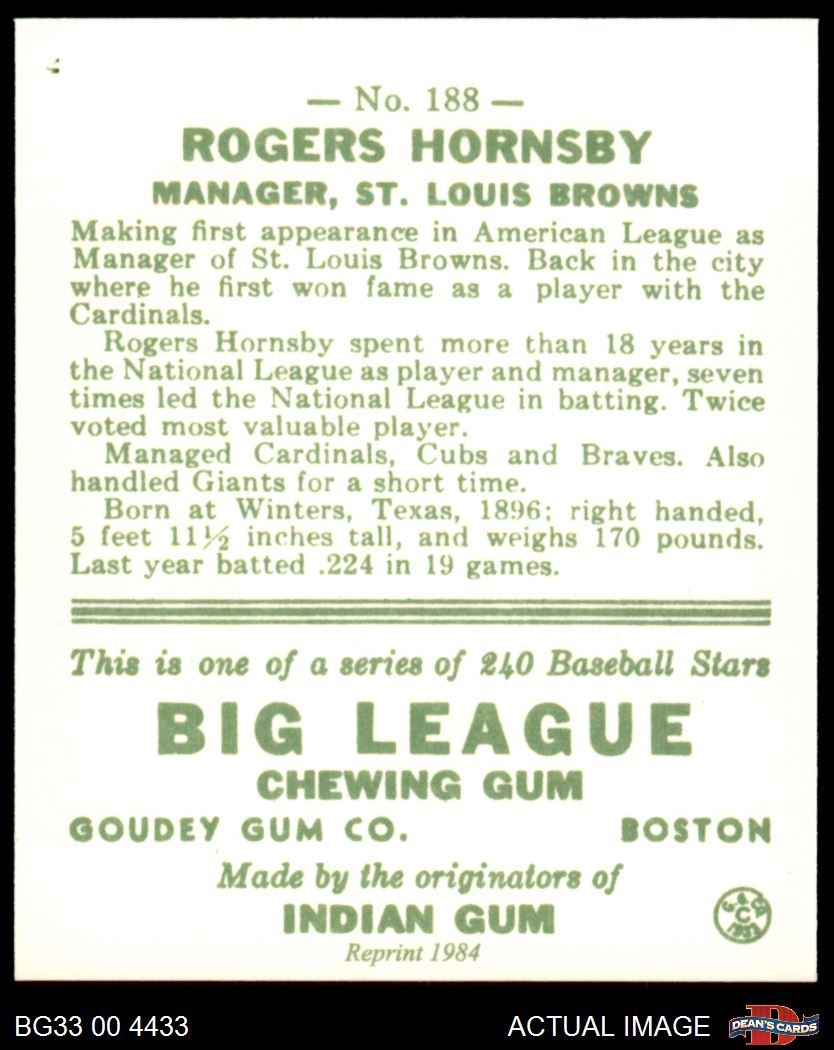 — No. 188 —
ROGERS HORNSBY
MANAGER, ST. LOUIS BROWNS
Making first appearance in American League as
Manager of St. Louis Browns. Back in the city
where he first won fame as a player with the
Cardinals.
Rogers Hornsby spent more than 18 years in
the National League as player and manager, seven
times led the National League in batting. Twice
voted most valuable player.
Managed Cardinals, Cubs and Braves. Also
handled Giants for a short time.
Born at Winters, Texas, 1896; right handed,
5 feet 11½ inches tall, and weighs 170 pounds.
Last year batted .224 in 19 games.
This is one of a series of 240 Baseball Stars
BIG LEAGUE
CHEWING GUM
GOUDEY GUM CO. BOSTON
Made by the originators of
INDIAN GUM
Reprint 1984
BG33 00 4433
ACTUAL IMAGE
DEAN'S CARDS